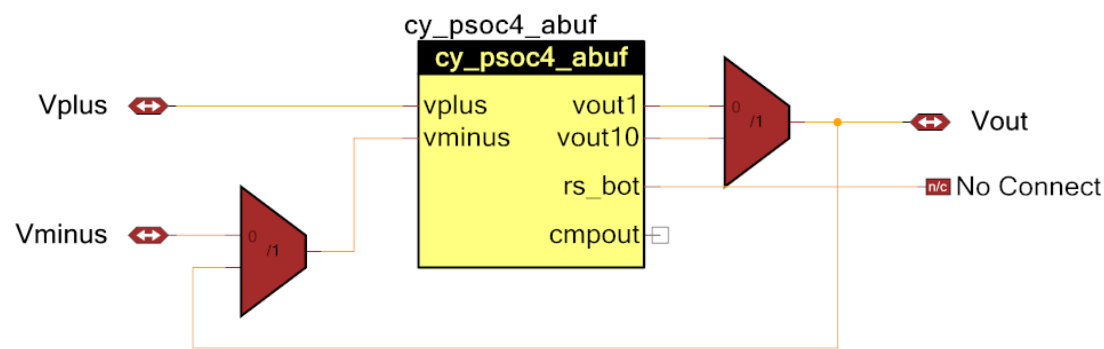 cy_psoc4_abuf
cy_psoc4_abuf
Vplus
vplus
vout1
0
/1
Vout
vminus
vout10
rs_bot
n/c
No Connect
Vminus
0
/1
cmpout